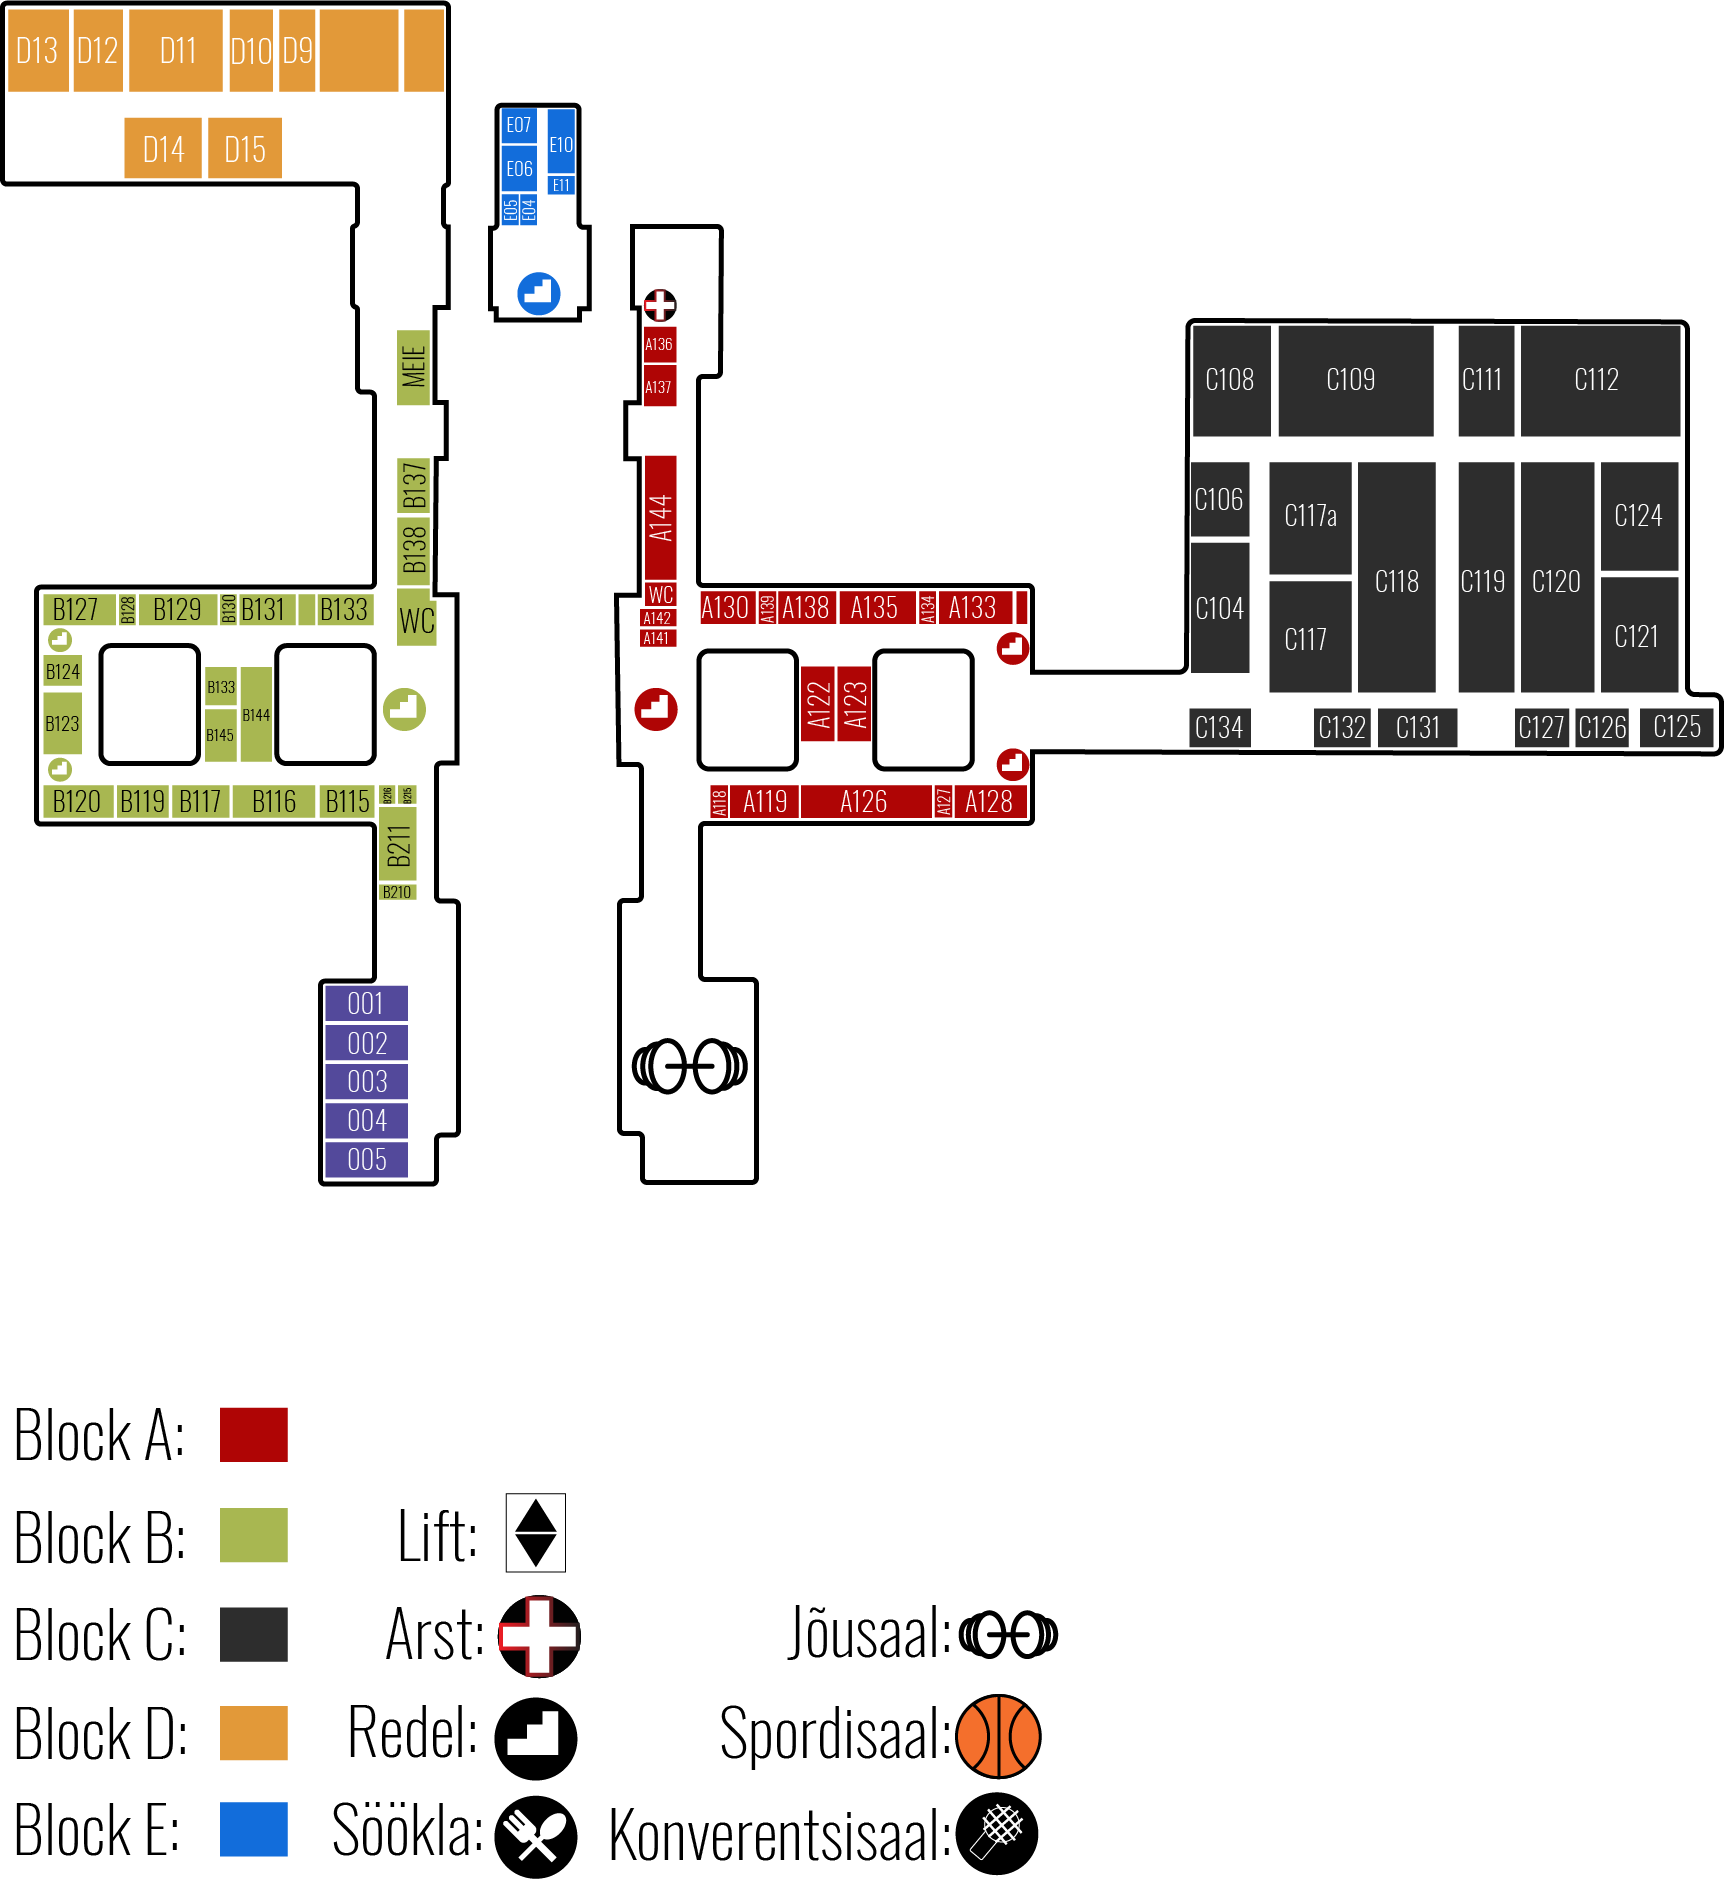 D13 D12 D11 D10 D9
D14 D15
E07 E10
E06
E11
E05 E04
MEIE
A136
A137
C108 C109 C111 C112
B137
B138
A144
C106 C117a C118 C119 C120 C124
C104 C117 C121
WC
WC
A142
A141
B127 B128 B129 B130 B131 B133
A130 A139 A138 A135 A134 A133
B124
B123
B133
B145
B144
A122 A123
C134 C132 C131 C127 C126 C125
B120 B119 B117 B116 B115 B216 B215
A118 A119 A126 A127 A128
B211
B210
001
002
003
004
005
Block A:
Block B: Lift:
Block C: Arst: Jõusaal:
Block D: Redel: Spordisaal:
Block E: Söökla: Konverentsisaal: